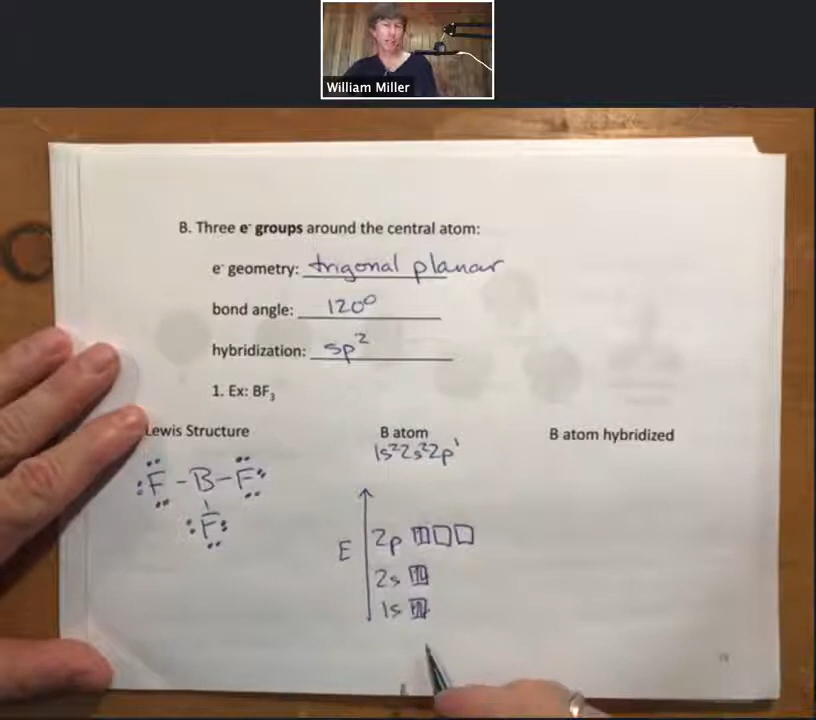 William Miller
B. Three e⁻ groups around the central atom:
e⁻ geometry: trigonal planar
bond angle: 120°
hybridization: sp²
1. Ex: BF₃
Lewis Structure
B atom
B atom hybridized
1s²2s²2p¹
F - B - F
F
E
2p
2s
1s